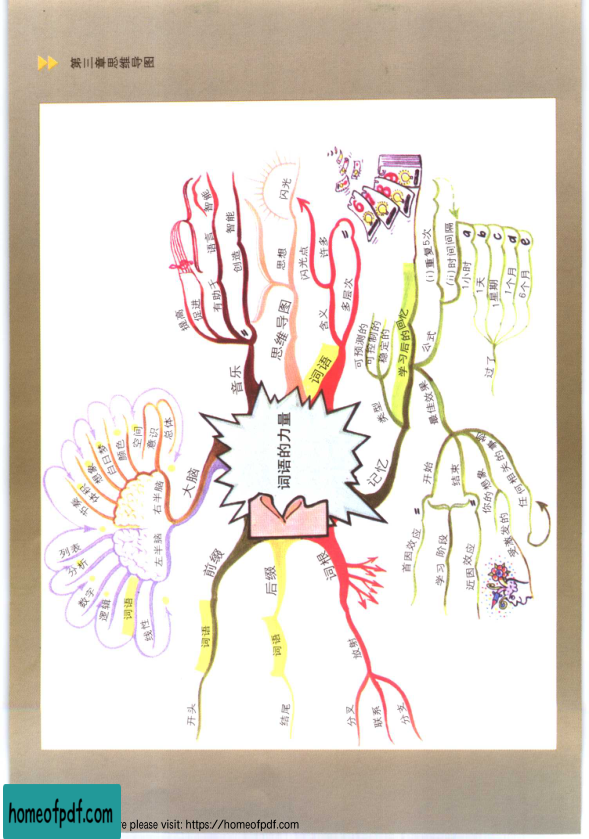 第三章思维导图
词语的力量
大脑
左半脑
列表
分析
数字
逻辑
词语
线性
右半脑
节奏
想象
白日梦
颜色
空间
意识
总体
音乐
提高
促进
有助于
智能
语言
创造
智能
思维导图
思想
闪光
词语
含义
闪光点
许多
多层次
=
记忆
学习后的回忆
类型
可预测的
可控制的
稳定的
公式
(i)重复5次
(ii)时间间隔
a
1小时
b
1天
c
1星期
d
1个月
e
6个月
过了
最佳效果
开始
=
首因效应
学习阶段
结束
=
近因效应
你的想像
任何相关的事
词根
放射
分叉
联系
分支
后缀
词语
结尾
前缀
词语
开头
homeofpdf.com
re please visit: https://homeofpdf.com